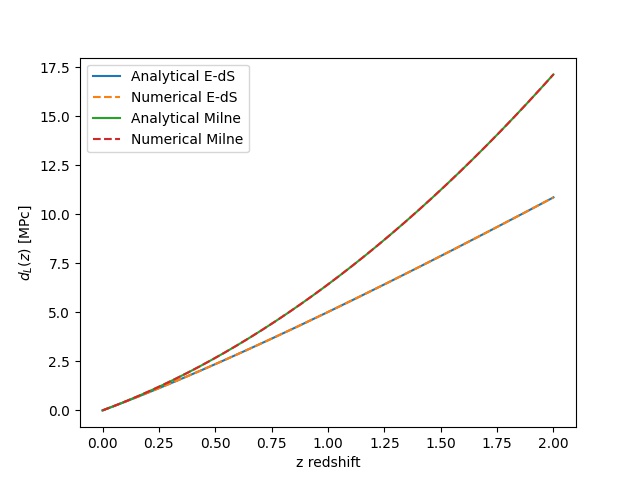 Analytical E-dS
Numerical E-dS
Analytical Milne
Numerical Milne
17.5
15.0
12.5
10.0
7.5
5.0
2.5
0.0
d_L(z) [MPc]
0.00 0.25 0.50 0.75 1.00 1.25 1.50 1.75 2.00
z redshift